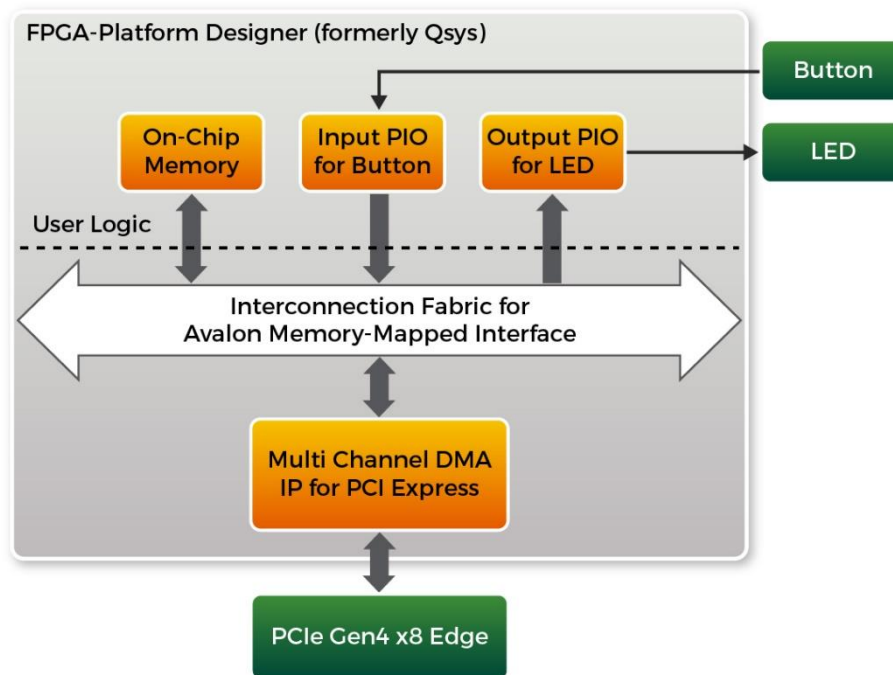 FPGA-Platform Designer (formerly Qsys)
Button
On-Chip
Memory
Input PIO
for Button
Output PIO
for LED
LED
User Logic
Interconnection Fabric for
Avalon Memory-Mapped Interface
Multi Channel DMA
IP for PCI Express
PCIe Gen4 x8 Edge